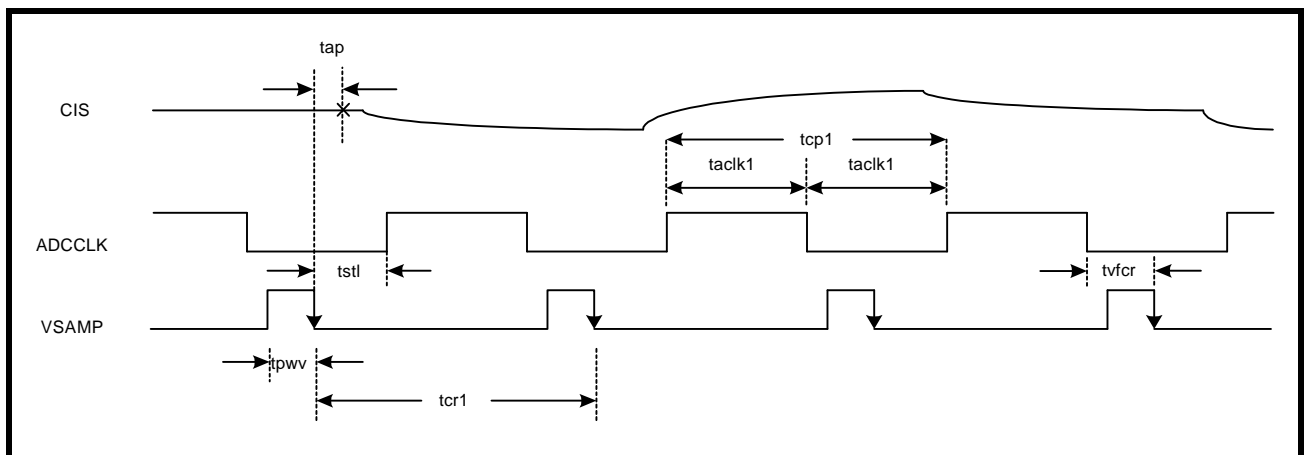 tap
CIS
tcp1
taclk1 taclk1
ADCCLK
tstl tvfcr
VSAMP
tpwv
tcr1